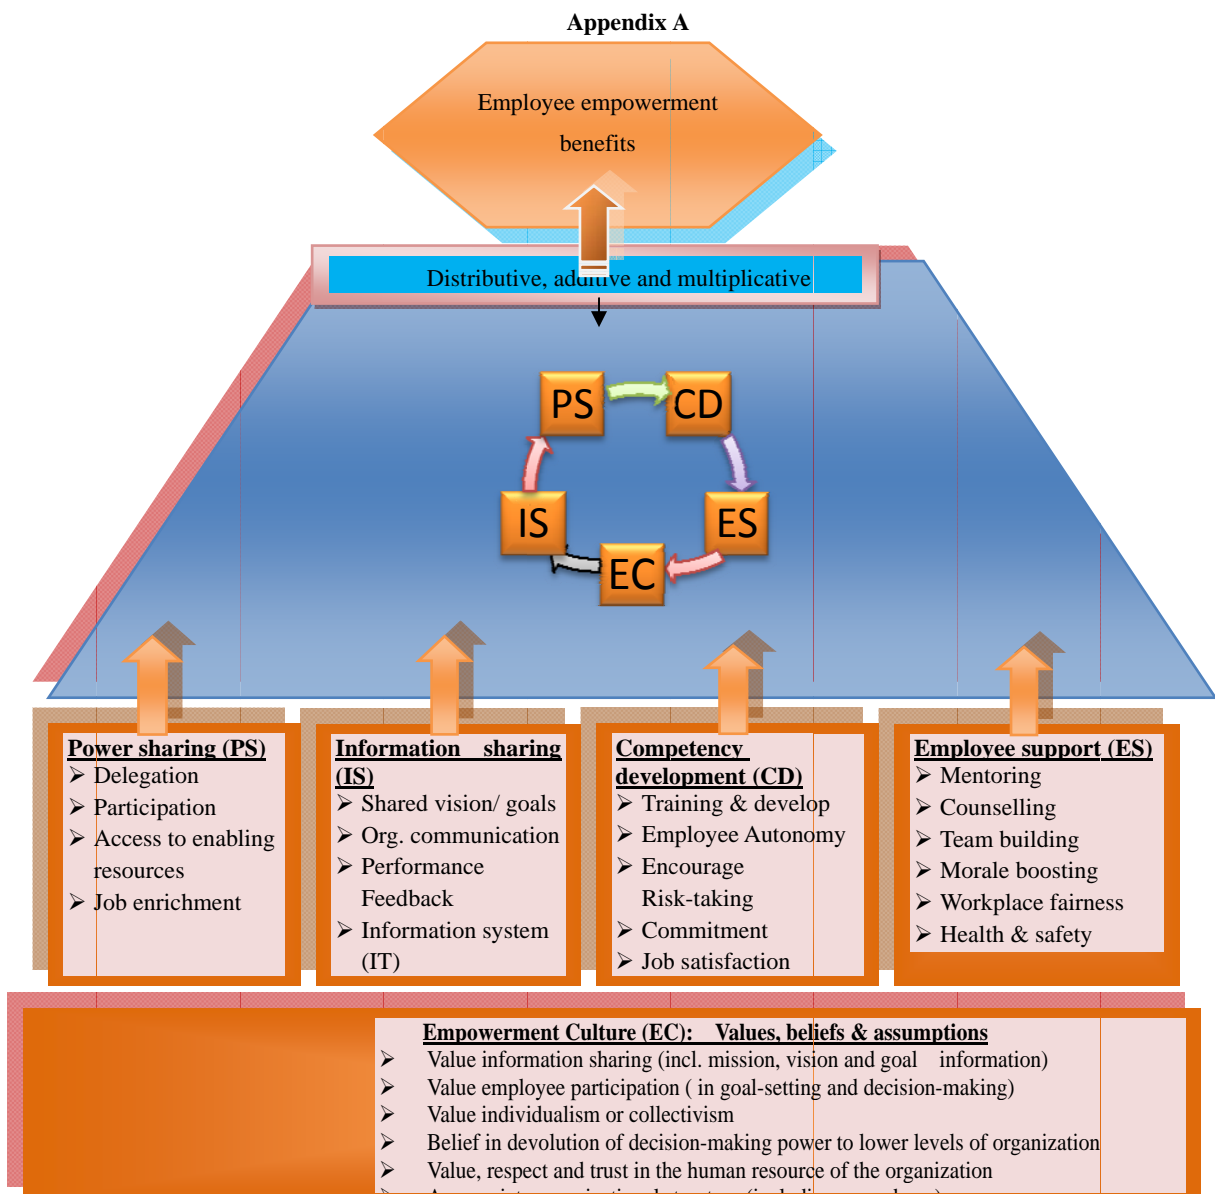 Appendix A
Employee empowerment
benefits
Distributive, additive and multiplicative
PS
CD
IS
ES
EC
Power sharing (PS)
➢ Delegation
➢ Participation
➢ Access to enabling
resources
➢ Job enrichment
Information sharing
(IS)
➢ Shared vision/ goals
➢ Org. communication
➢ Performance
Feedback
➢ Information system
(IT)
Competency
development (CD)
➢ Training & develop
➢ Employee Autonomy
➢ Encourage
Risk-taking
➢ Commitment
➢ Job satisfaction
Employee support (ES)
➢ Mentoring
➢ Counselling
➢ Team building
➢ Morale boosting
➢ Workplace fairness
➢ Health & safety
Empowerment Culture (EC): Values, beliefs & assumptions
➢ Value information sharing (incl. mission, vision and goal information)
➢ Value employee participation ( in goal-setting and decision-making)
➢ Value individualism or collectivism
➢ Belief in devolution of decision-making power to lower levels of organization
➢ Value, respect and trust in the human resource of the organization